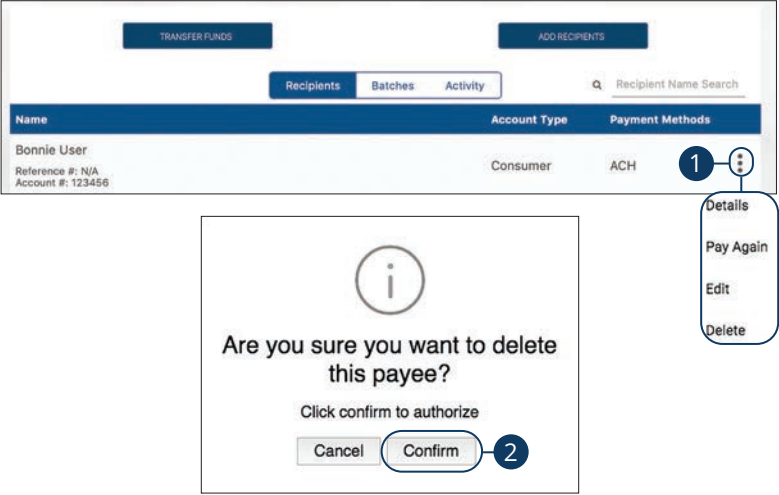 TRANSFER FUNDS
ADD RECIPIENTS
Recipients
Batches
Activity
Recipient Name Search
Name
Account Type
Payment Methods
Bonnie User
Reference #: N/A
Account #: 123456
Consumer
ACH
1
Details
Pay Again
Edit
Delete
i
Are you sure you want to delete
this payee?
Click confirm to authorize
Cancel
Confirm
2